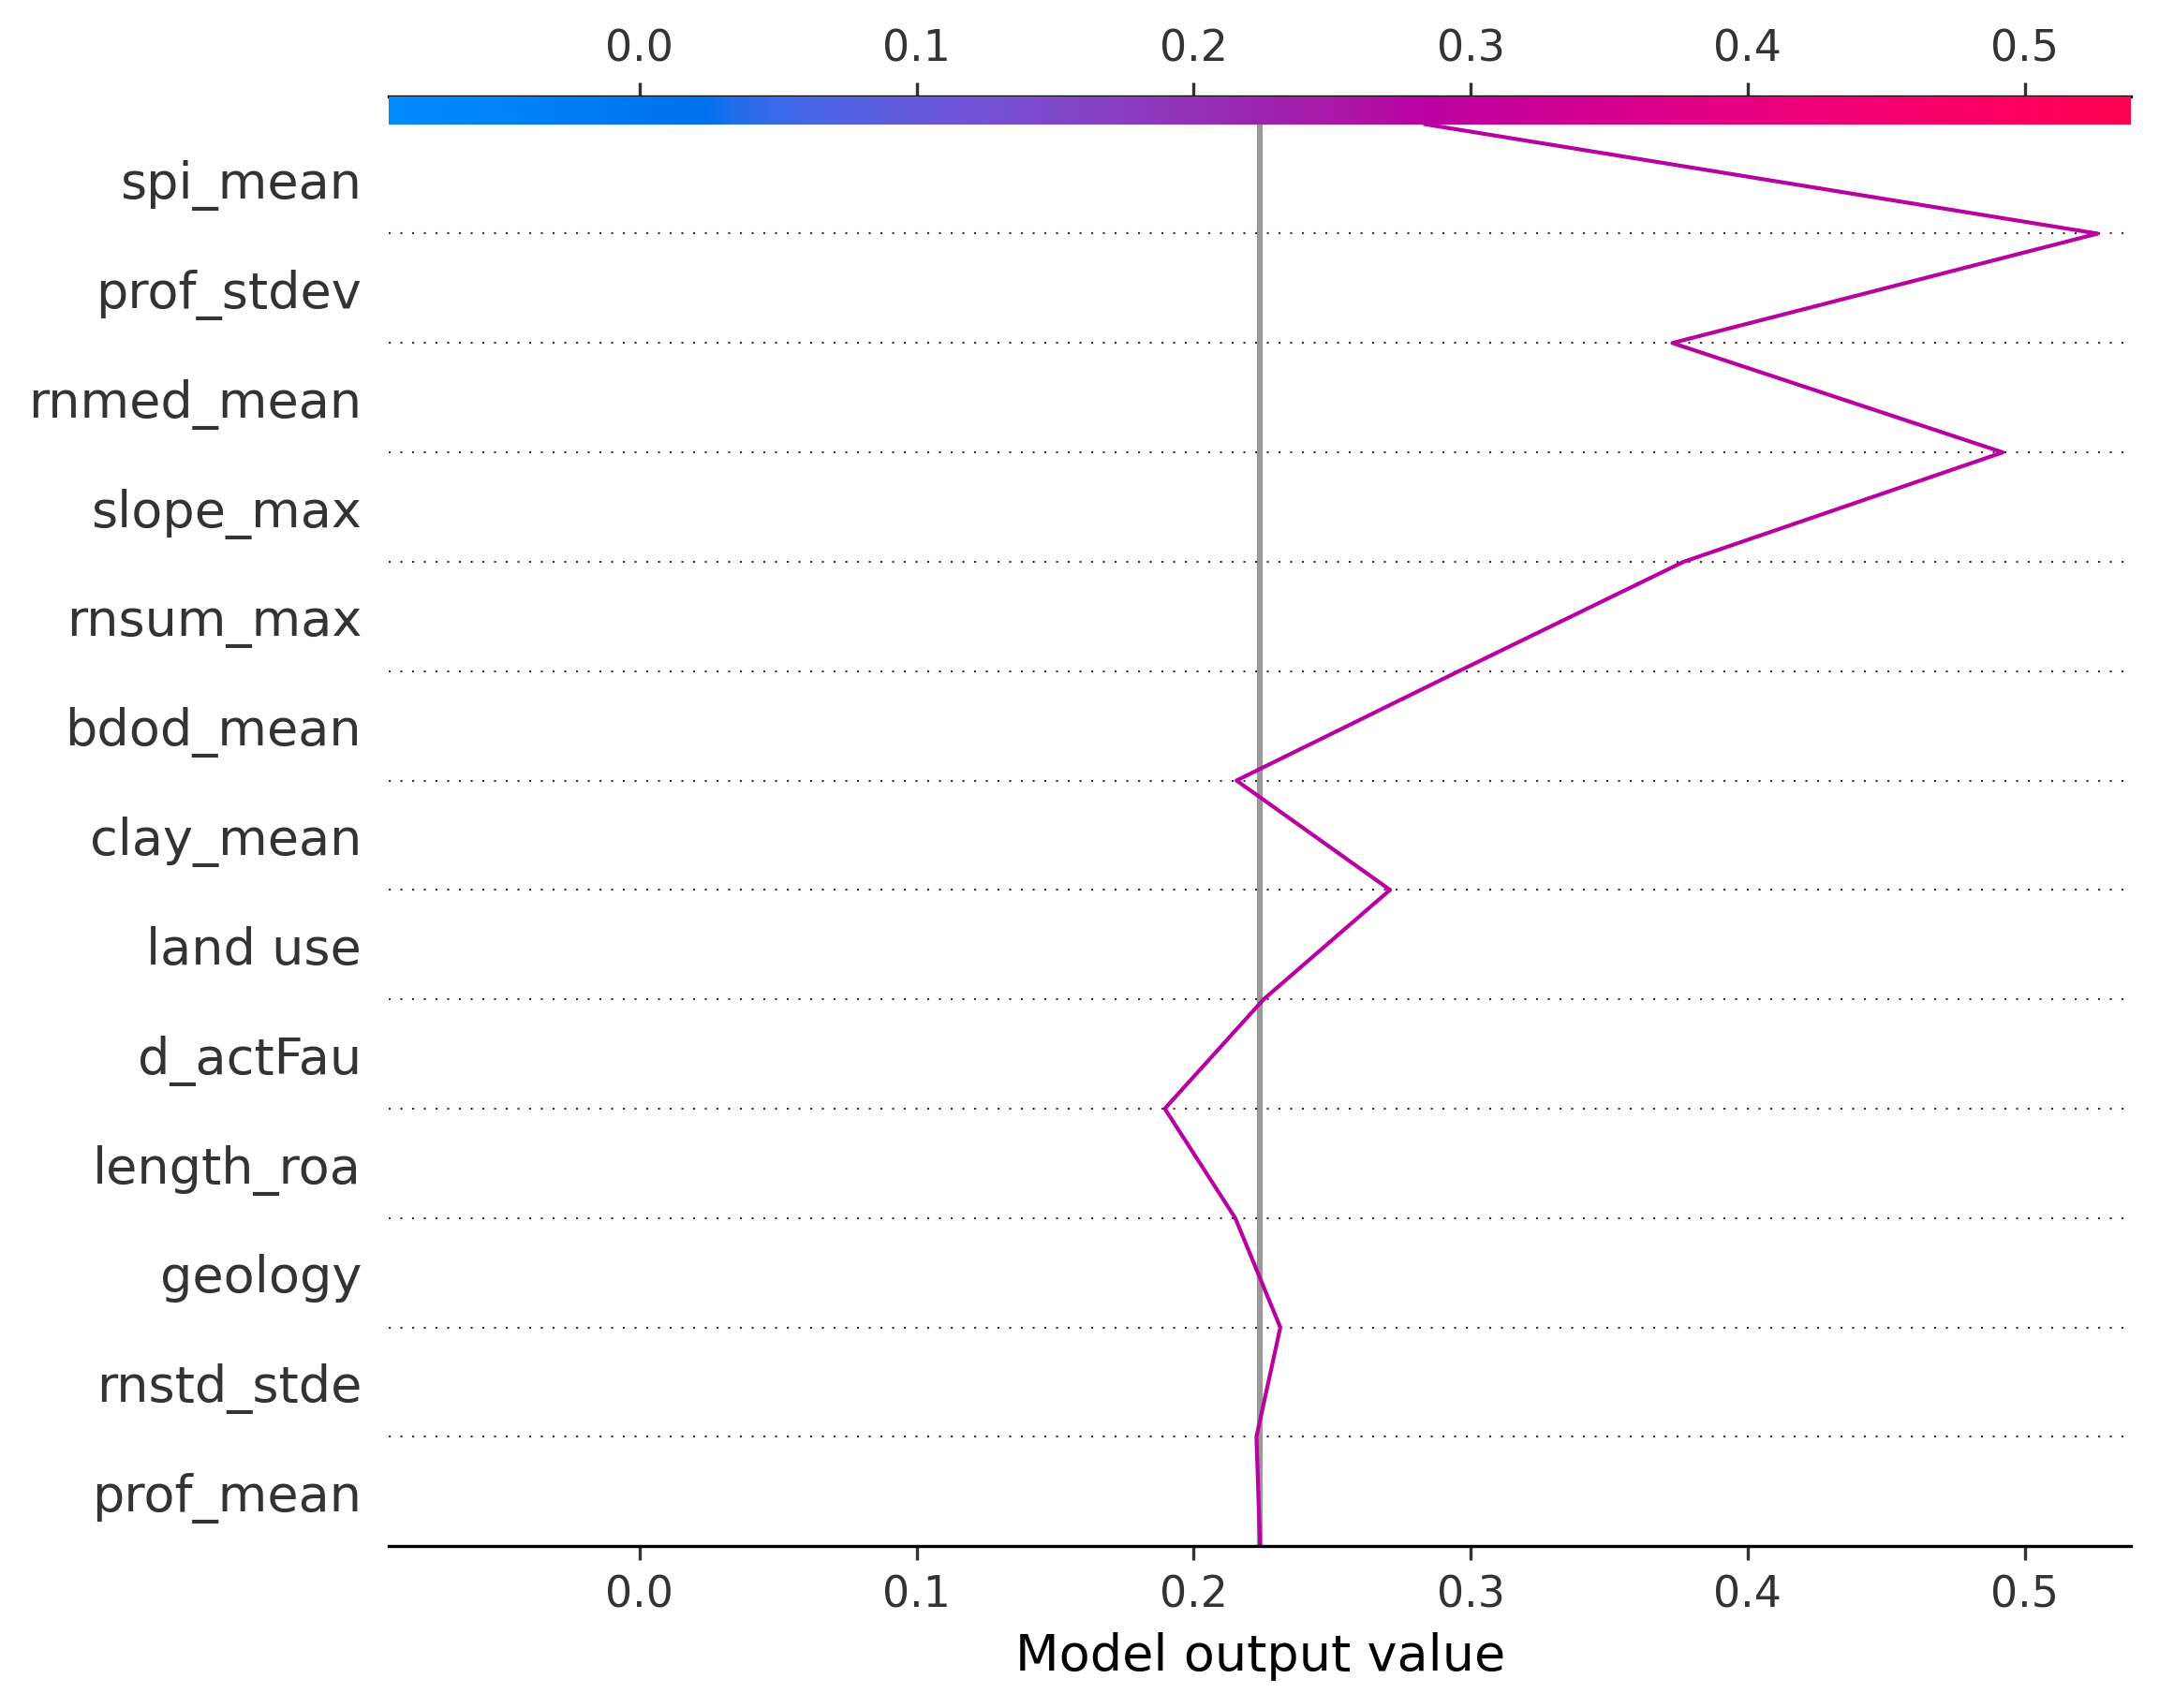 0.0 0.1 0.2 0.3 0.4 0.5
spi_mean
prof_stdev
rnmed_mean
slope_max
rnsum_max
bdod_mean
clay_mean
land use
d_actFau
length_roa
geology
rnstd_stde
prof_mean
0.0 0.1 0.2 0.3 0.4 0.5
Model output value